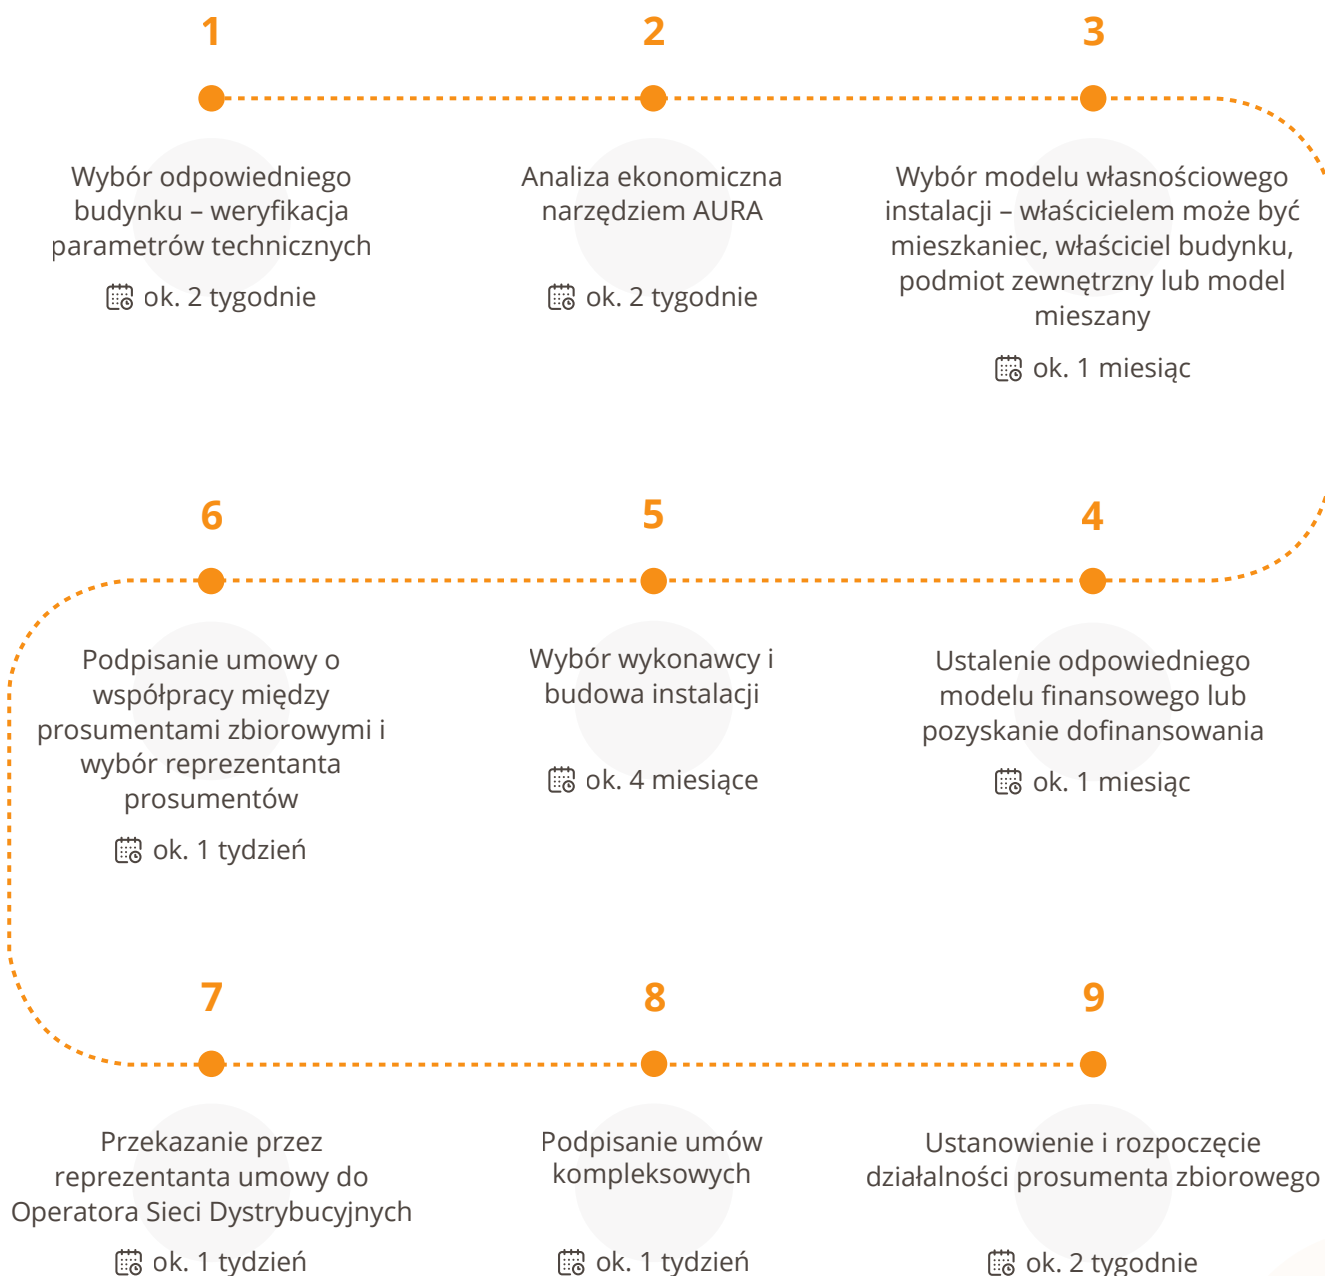 1
Wybór odpowiedniego
budynku – weryfikacja
parametrów technicznych
ok. 2 tygodnie
2
Analiza ekonomiczna
narzędziem AURA
ok. 2 tygodnie
3
Wybór modelu własnościowego
instalacji – właścicielem może być
mieszkaniec, właściciel budynku,
podmiot zewnętrzny lub model
mieszany
ok. 1 miesiąc
4
Ustalenie odpowiedniego
modelu finansowego lub
pozyskanie dofinansowania
ok. 1 miesiąc
5
Wybór wykonawcy i
budowa instalacji
ok. 4 miesiące
6
Podpisanie umowy o
współpracy między
prosumentami zbiorowymi i
wybór reprezentanta
prosumentów
ok. 1 tydzień
7
Przekazanie przez
reprezentanta umowy do
Operatora Sieci Dystrybucyjnych
ok. 1 tydzień
8
Podpisanie umów
kompleksowych
ok. 1 tydzień
9
Ustanowienie i rozpoczęcie
działalności prosumenta zbiorowego
ok. 2 tygodnie